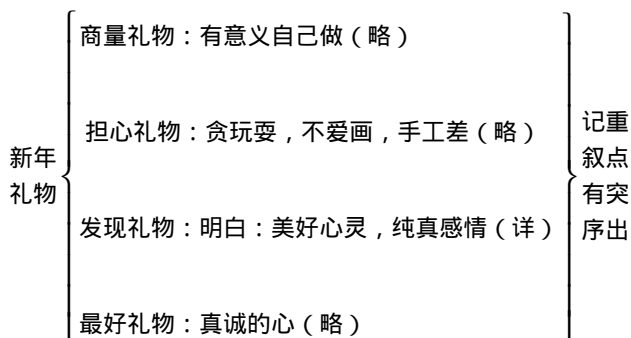 商量礼物：有意义自己做（略）
担心礼物：贪玩耍，不爱画，手工差（略）
新年
礼物
发现礼物：明白：美好心灵，纯真感情（详）
最好礼物：真诚的心（略）
记重
叙点
有突
序出